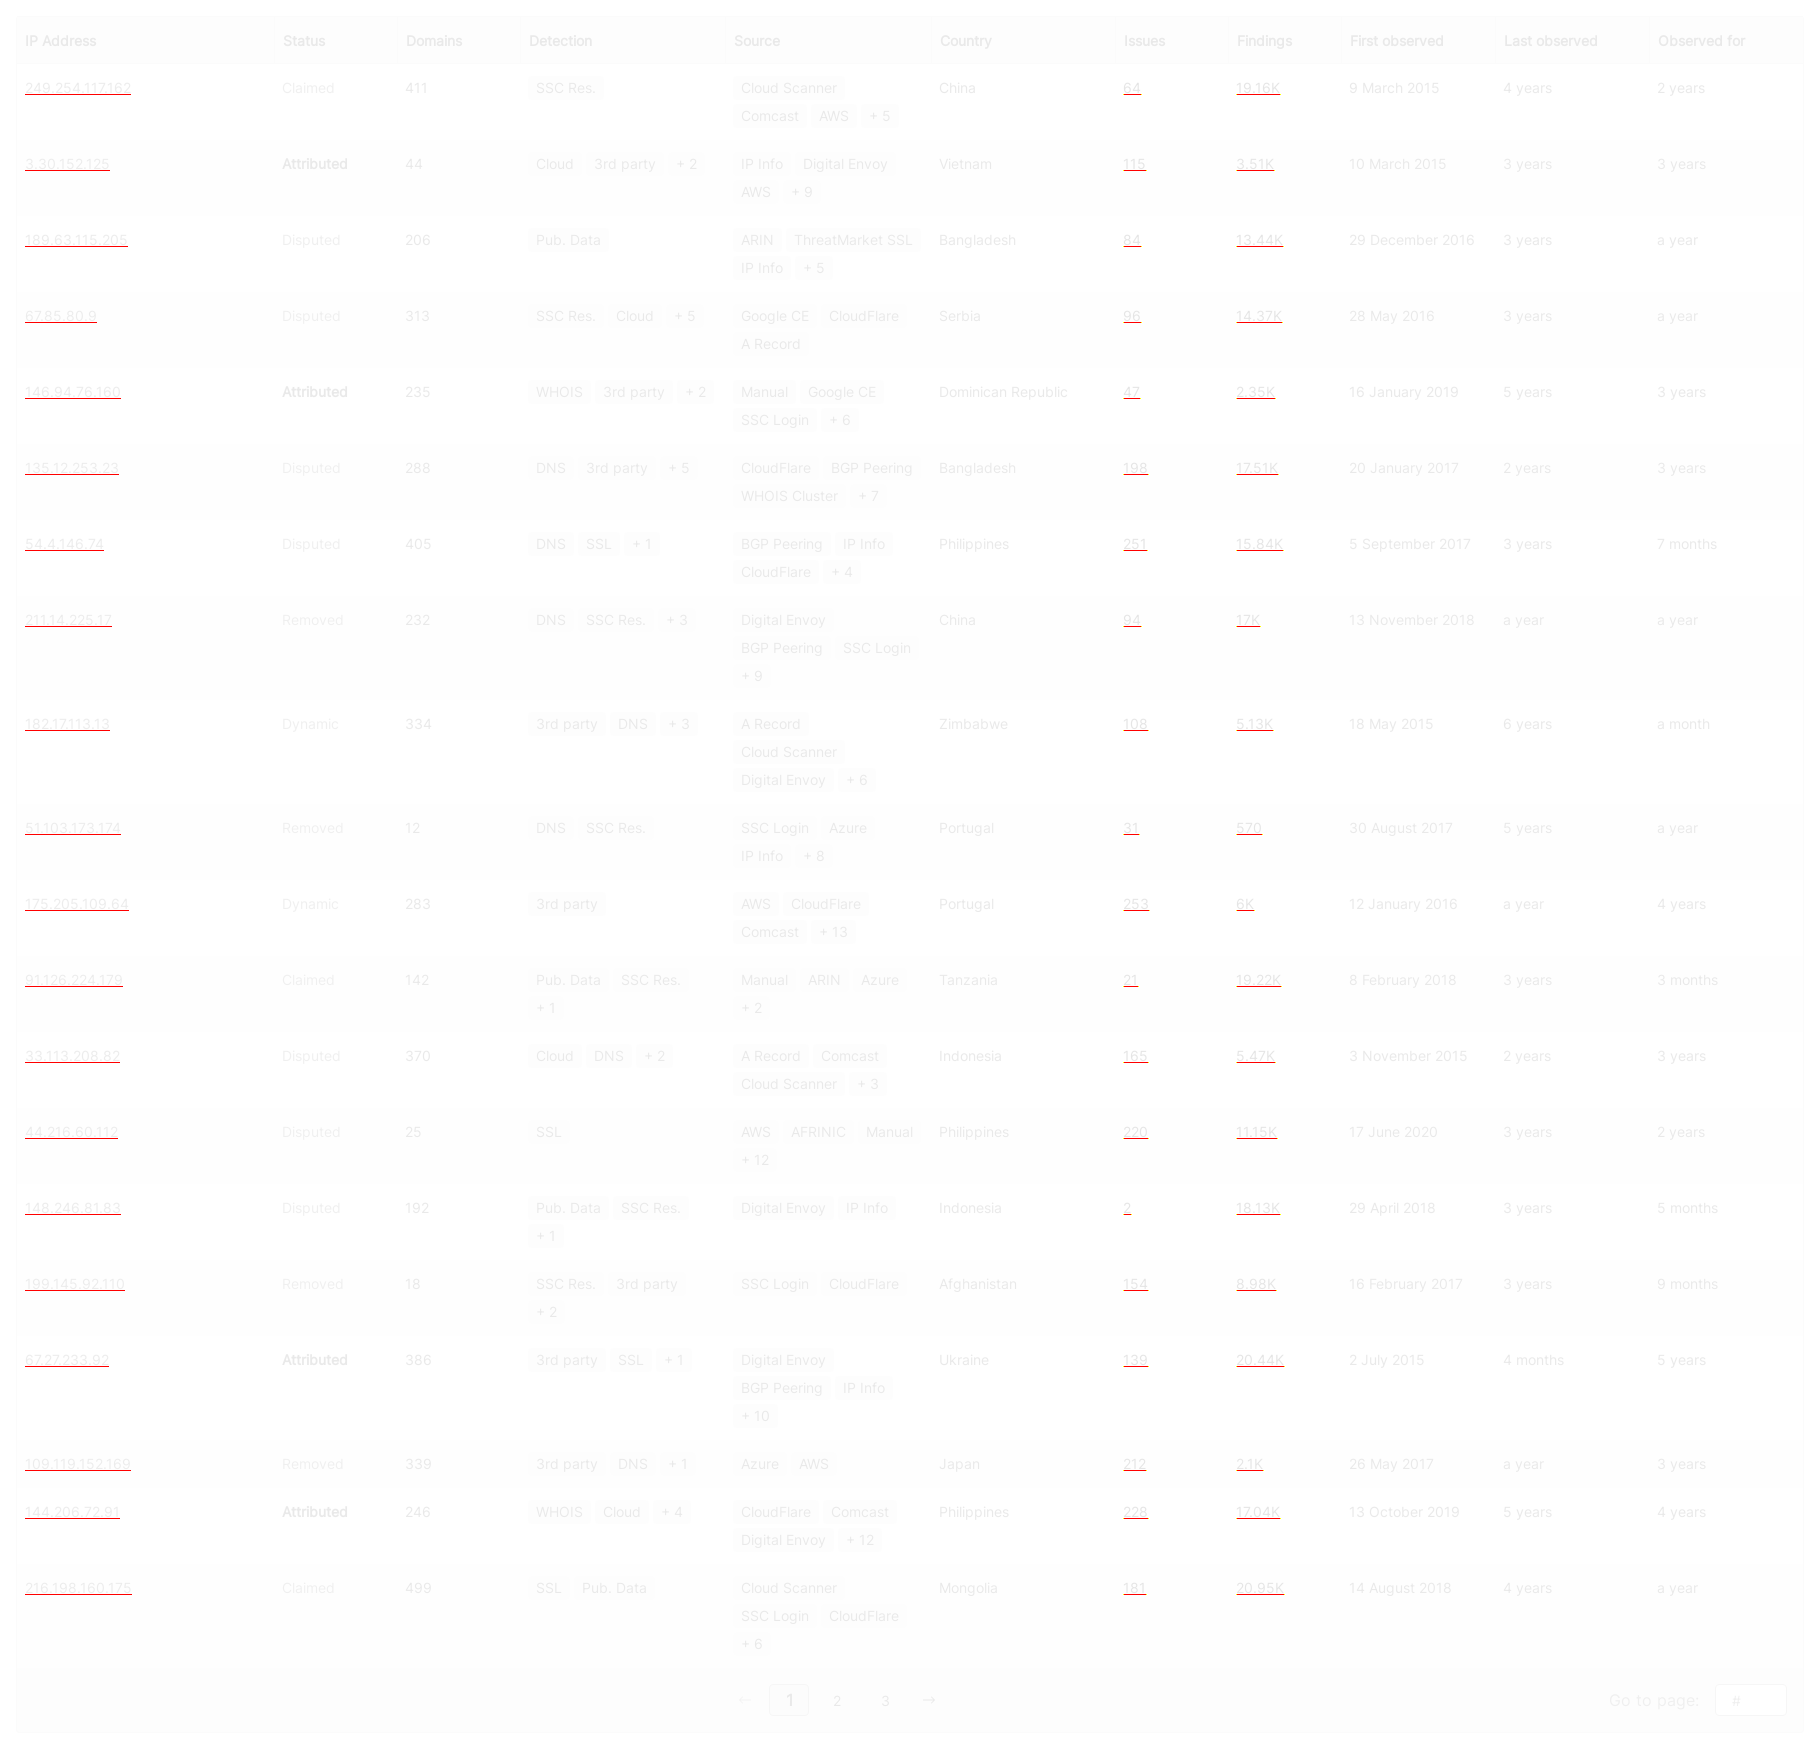 IP Address Status Domains Detection Source Country Issues Findings First observed Last observed Observed for
249.254.117.162 Claimed 411 SSC Res. Cloud Scanner China 64 19.16K 9 March 2015 4 years 2 years
Comcast AWS + 5
3.30.152.125 Attributed 44 Cloud 3rd party + 2 IP Info Digital Envoy Vietnam 115 3.51K 10 March 2015 3 years 3 years
AWS + 9
189.63.115.205 Disputed 206 Pub. Data ARIN ThreatMarket SSL Bangladesh 84 13.44K 29 December 2016 3 years a year
IP Info + 5
67.85.80.9 Disputed 313 SSC Res. Cloud + 5 Google CE CloudFlare Serbia 96 14.37K 28 May 2016 3 years a year
A Record
146.94.76.160 Attributed 235 WHOIS 3rd party + 2 Manual Google CE Dominican Republic 47 2.35K 16 January 2019 5 years 3 years
SSC Login + 6
135.12.253.23 Disputed 288 DNS 3rd party + 5 CloudFlare BGP Peering Bangladesh 198 17.51K 20 January 2017 2 years 3 years
WHOIS Cluster + 7
54.4.146.74 Disputed 405 DNS SSL + 1 BGP Peering IP Info Philippines 251 15.84K 5 September 2017 3 years 7 months
CloudFlare + 4
211.14.225.17 Removed 232 DNS SSC Res. + 3 Digital Envoy China 94 17K 13 November 2018 a year a year
BGP Peering SSC Login
+ 9
182.17.113.13 Dynamic 334 3rd party DNS + 3 A Record Zimbabwe 108 5.13K 18 May 2015 6 years a month
Cloud Scanner
Digital Envoy + 6
51.103.173.174 Removed 12 DNS SSC Res. SSC Login Azure Portugal 31 570 30 August 2017 5 years a year
IP Info + 8
175.205.109.64 Dynamic 283 3rd party AWS CloudFlare Portugal 253 6K 12 January 2016 a year 4 years
Comcast + 13
91.126.224.179 Claimed 142 Pub. Data SSC Res. Manual ARIN Azure Tanzania 21 19.22K 8 February 2018 3 years 3 months
+ 1 + 2
33.113.208.82 Disputed 370 Cloud DNS + 2 A Record Comcast Indonesia 165 5.47K 3 November 2015 2 years 3 years
Cloud Scanner + 3
44.216.60.112 Disputed 25 SSL AWS AFRINIC Manual Philippines 220 11.15K 17 June 2020 3 years 2 years
+ 12
148.246.81.83 Disputed 192 Pub. Data SSC Res. Digital Envoy IP Info Indonesia 2 18.13K 29 April 2018 3 years 5 months
+ 1
199.145.92.110 Removed 18 SSC Res. 3rd party SSC Login CloudFlare Afghanistan 154 8.98K 16 February 2017 3 years 9 months
+ 2
67.27.233.92 Attributed 386 3rd party SSL + 1 Digital Envoy Ukraine 139 20.44K 2 July 2015 4 months 5 years
BGP Peering IP Info
+ 10
109.119.152.169 Removed 339 3rd party DNS + 1 Azure AWS Japan 212 2.1K 26 May 2017 a year 3 years
144.206.72.91 Attributed 246 WHOIS Cloud + 4 CloudFlare Comcast Philippines 228 17.04K 13 October 2019 5 years 4 years
Digital Envoy + 12
216.198.160.175 Claimed 499 SSL Pub. Data Cloud Scanner Mongolia 181 20.95K 14 August 2018 4 years a year
SSC Login CloudFlare
+ 6
← 1 2 3 → Go to page: #